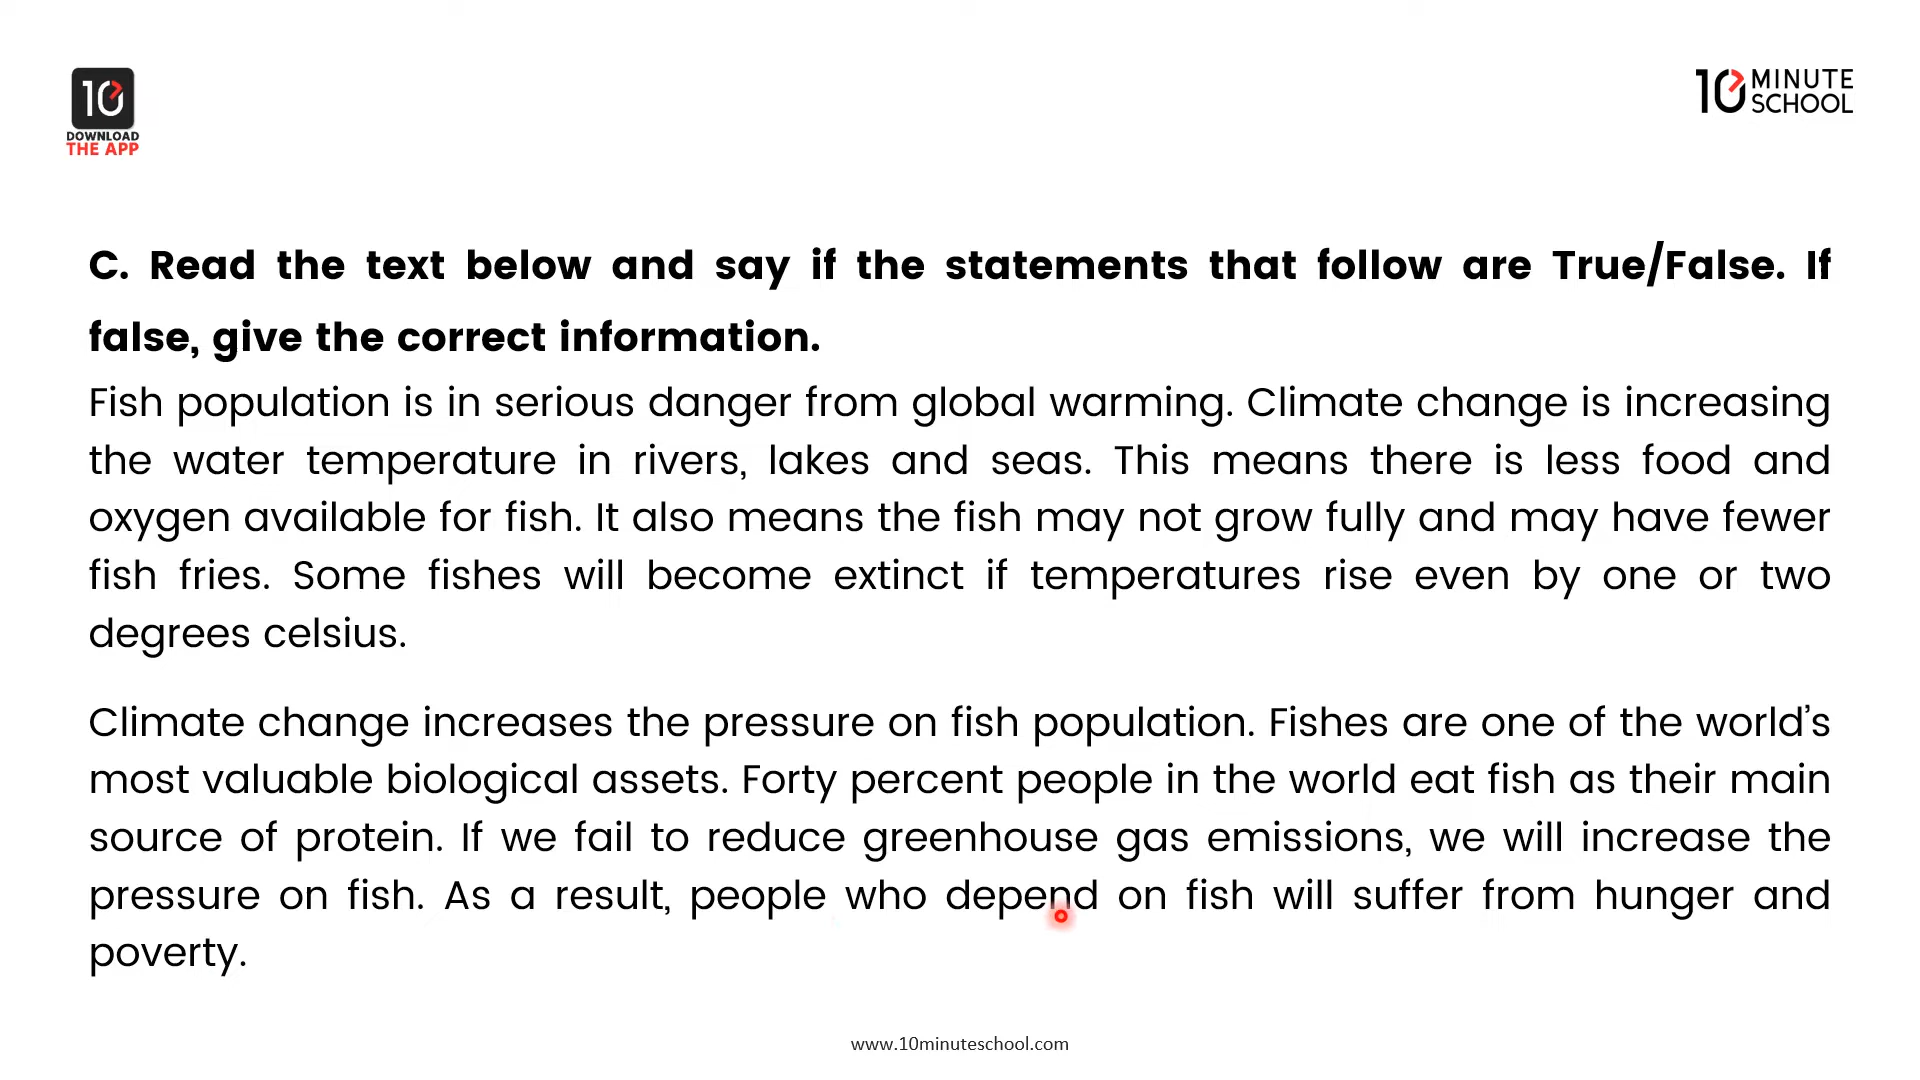 10
DOWNLOAD
THE APP
10 MINUTE
SCHOOL
C. Read the text below and say if the statements that follow are True/False. If
false, give the correct information.
Fish population is in serious danger from global warming. Climate change is increasing
the water temperature in rivers, lakes and seas. This means there is less food and
oxygen available for fish. It also means the fish may not grow fully and may have fewer
fish fries. Some fishes will become extinct if temperatures rise even by one or two
degrees celsius.
Climate change increases the pressure on fish population. Fishes are one of the world's
most valuable biological assets. Forty percent people in the world eat fish as their main
source of protein. If we fail to reduce greenhouse gas emissions, we will increase the
pressure on fish. As a result, people who depend on fish will suffer from hunger and
poverty.
www.10minuteschool.com